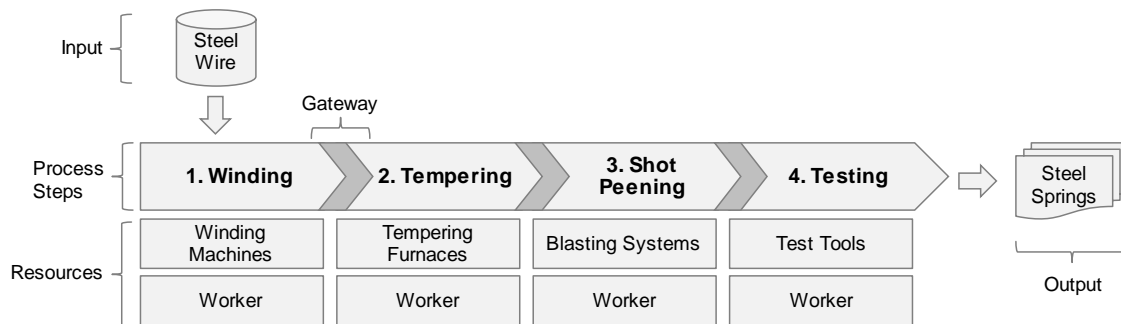 Input
Steel
Wire
Gateway
Process
Steps
1. Winding
2. Tempering
3. Shot
Peening
4. Testing
Steel
Springs
Resources
Winding
Machines
Tempering
Furnaces
Blasting Systems
Test Tools
Worker
Worker
Worker
Worker
Output